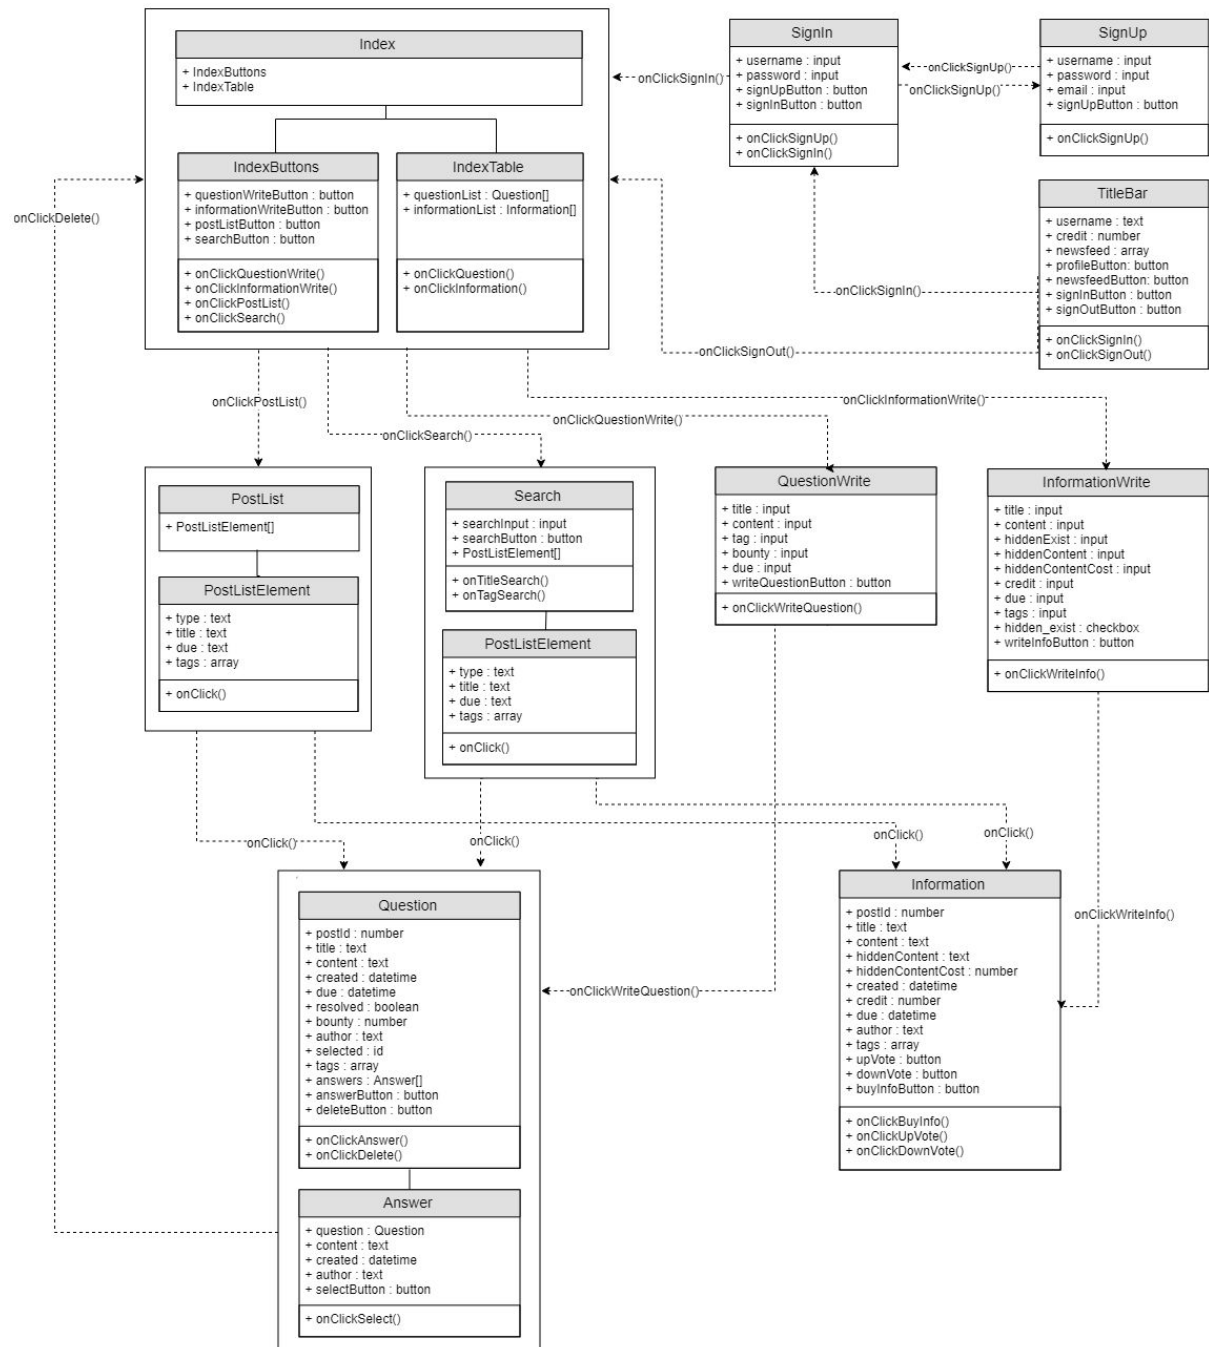 Index
+ IndexButtons
+ IndexTable
IndexButtons
+ questionWriteButton : button
+ informationWriteButton : button
+ postListButton : button
+ searchButton : button
+ onClickQuestionWrite()
+ onClickInformationWrite()
+ onClickPostList()
+ onClickSearch()
IndexTable
+ questionList : Question[]
+ informationList : Information[]
+ onClickQuestion()
+ onClickInformation()
onClickSignIn()
SignIn
+ username : input
+ password : input
+ signUpButton : button
+ signInButton : button
+ onClickSignUp()
+ onClickSignIn()
onClickSignUp()
onClickSignUp()
SignUp
+ username : input
+ password : input
+ email : input
+ signUpButton : button
+ onClickSignUp()
TitleBar
+ username : text
+ credit : number
+ newsfeed : array
+ profileButton: button
+ newsfeedButton: button
+ signInButton : button
+ signOutButton : button
+ onClickSignIn()
+ onClickSignOut()
onClickDelete()
onClickSignIn()
onClickSignOut()
onClickPostList()
onClickSearch()
onClickQuestionWrite()
onClickInformationWrite()
PostList
+ PostListElement[]
PostListElement
+ type : text
+ title : text
+ due : text
+ tags : array
+ onClick()
Search
+ searchInput : input
+ searchButton : button
+ PostListElement[]
+ onTitleSearch()
+ onTagSearch()
PostListElement
+ type : text
+ title : text
+ due : text
+ tags : array
+ onClick()
QuestionWrite
+ title : input
+ content : input
+ tag : input
+ bounty : input
+ due : input
+ writeQuestionButton : button
+ onClickWriteQuestion()
InformationWrite
+ title : input
+ content : input
+ hiddenExist : input
+ hiddenContent : input
+ hiddenContentCost : input
+ credit : input
+ due : input
+ tags : input
+ hidden_exist : checkbox
+ writeInfoButton : button
+ onClickWriteInfo()
onClick()
onClick()
onClick()
onClick()
Question
+ postId : number
+ title : text
+ content : text
+ created : datetime
+ due : datetime
+ resolved : boolean
+ bounty : number
+ author : text
+ selected : id
+ tags : array
+ answers : Answer[]
+ answerButton : button
+ deleteButton : button
+ onClickAnswer()
+ onClickDelete()
Answer
+ question : Question
+ content : text
+ created : datetime
+ author : text
+ selectButton : button
+ onClickSelect()
onClickWriteQuestion()
Information
+ postId : number
+ title : text
+ content : text
+ hiddenContent : text
+ hiddenContentCost : number
+ created : datetime
+ credit : number
+ due : datetime
+ author : text
+ tags : array
+ upVote : button
+ downVote : button
+ buyInfoButton : button
+ onClickBuyInfo()
+ onClickUpVote()
+ onClickDownVote()
onClickWriteInfo()